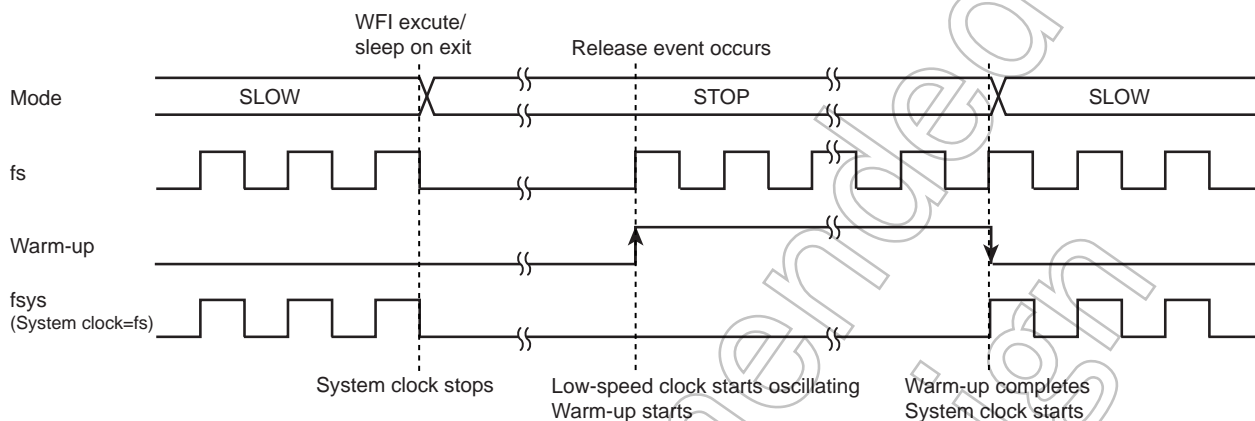 WFI excute/
sleep on exit
Release event occurs
Mode
SLOW
STOP
SLOW
fs
Warm-up
fsys
(System clock=fs)
System clock stops
Low-speed clock starts oscillating
Warm-up starts
Warm-up completes
System clock starts